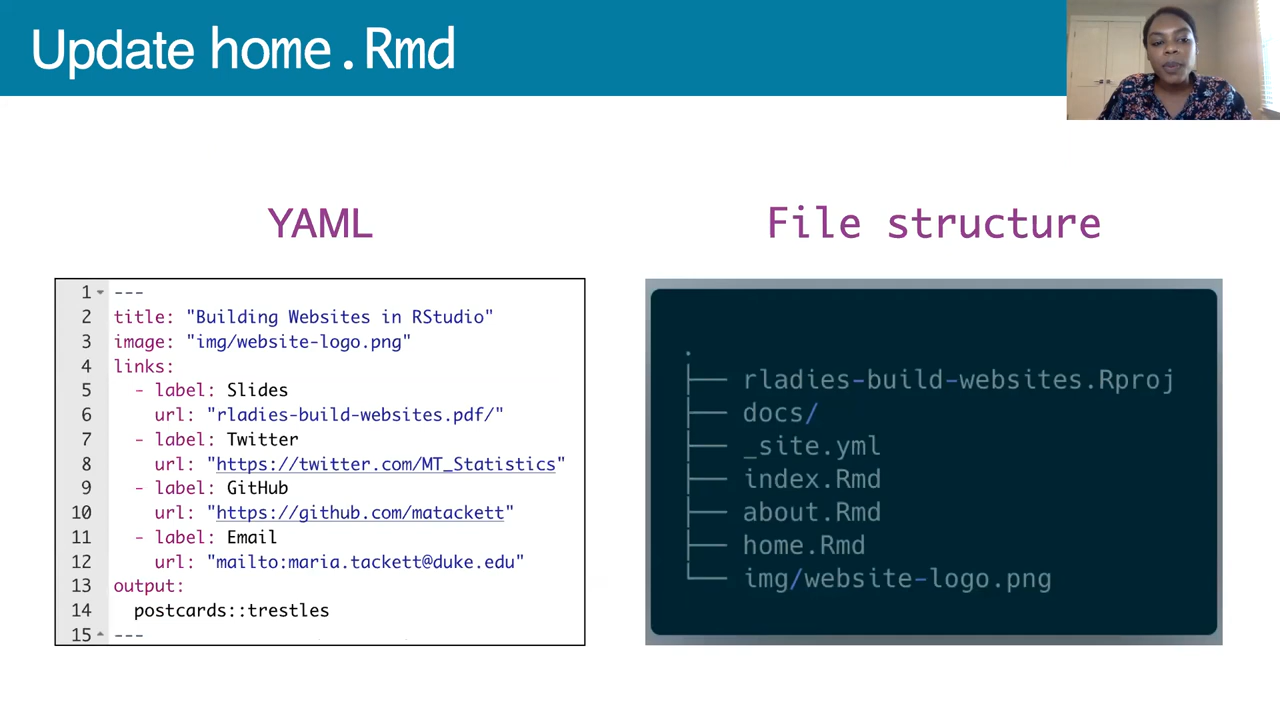 Update home.Rmd
YAML
1 ---
2 title: "Building Websites in RStudio"
3 image: "img/website-logo.png"
4 links:
5   - label: Slides
6     url: "rladies-build-websites.pdf/"
7   - label: Twitter
8     url: "https://twitter.com/MT_Statistics"
9   - label: GitHub
10     url: "https://github.com/matackett"
11   - label: Email
12     url: "mailto:maria.tackett@duke.edu"
13 output:
14   postcards::trestles
15 ---
File structure
.
├── rladies-build-websites.Rproj
├── docs/
├── _site.yml
├── index.Rmd
├── about.Rmd
├── home.Rmd
└── img/website-logo.png